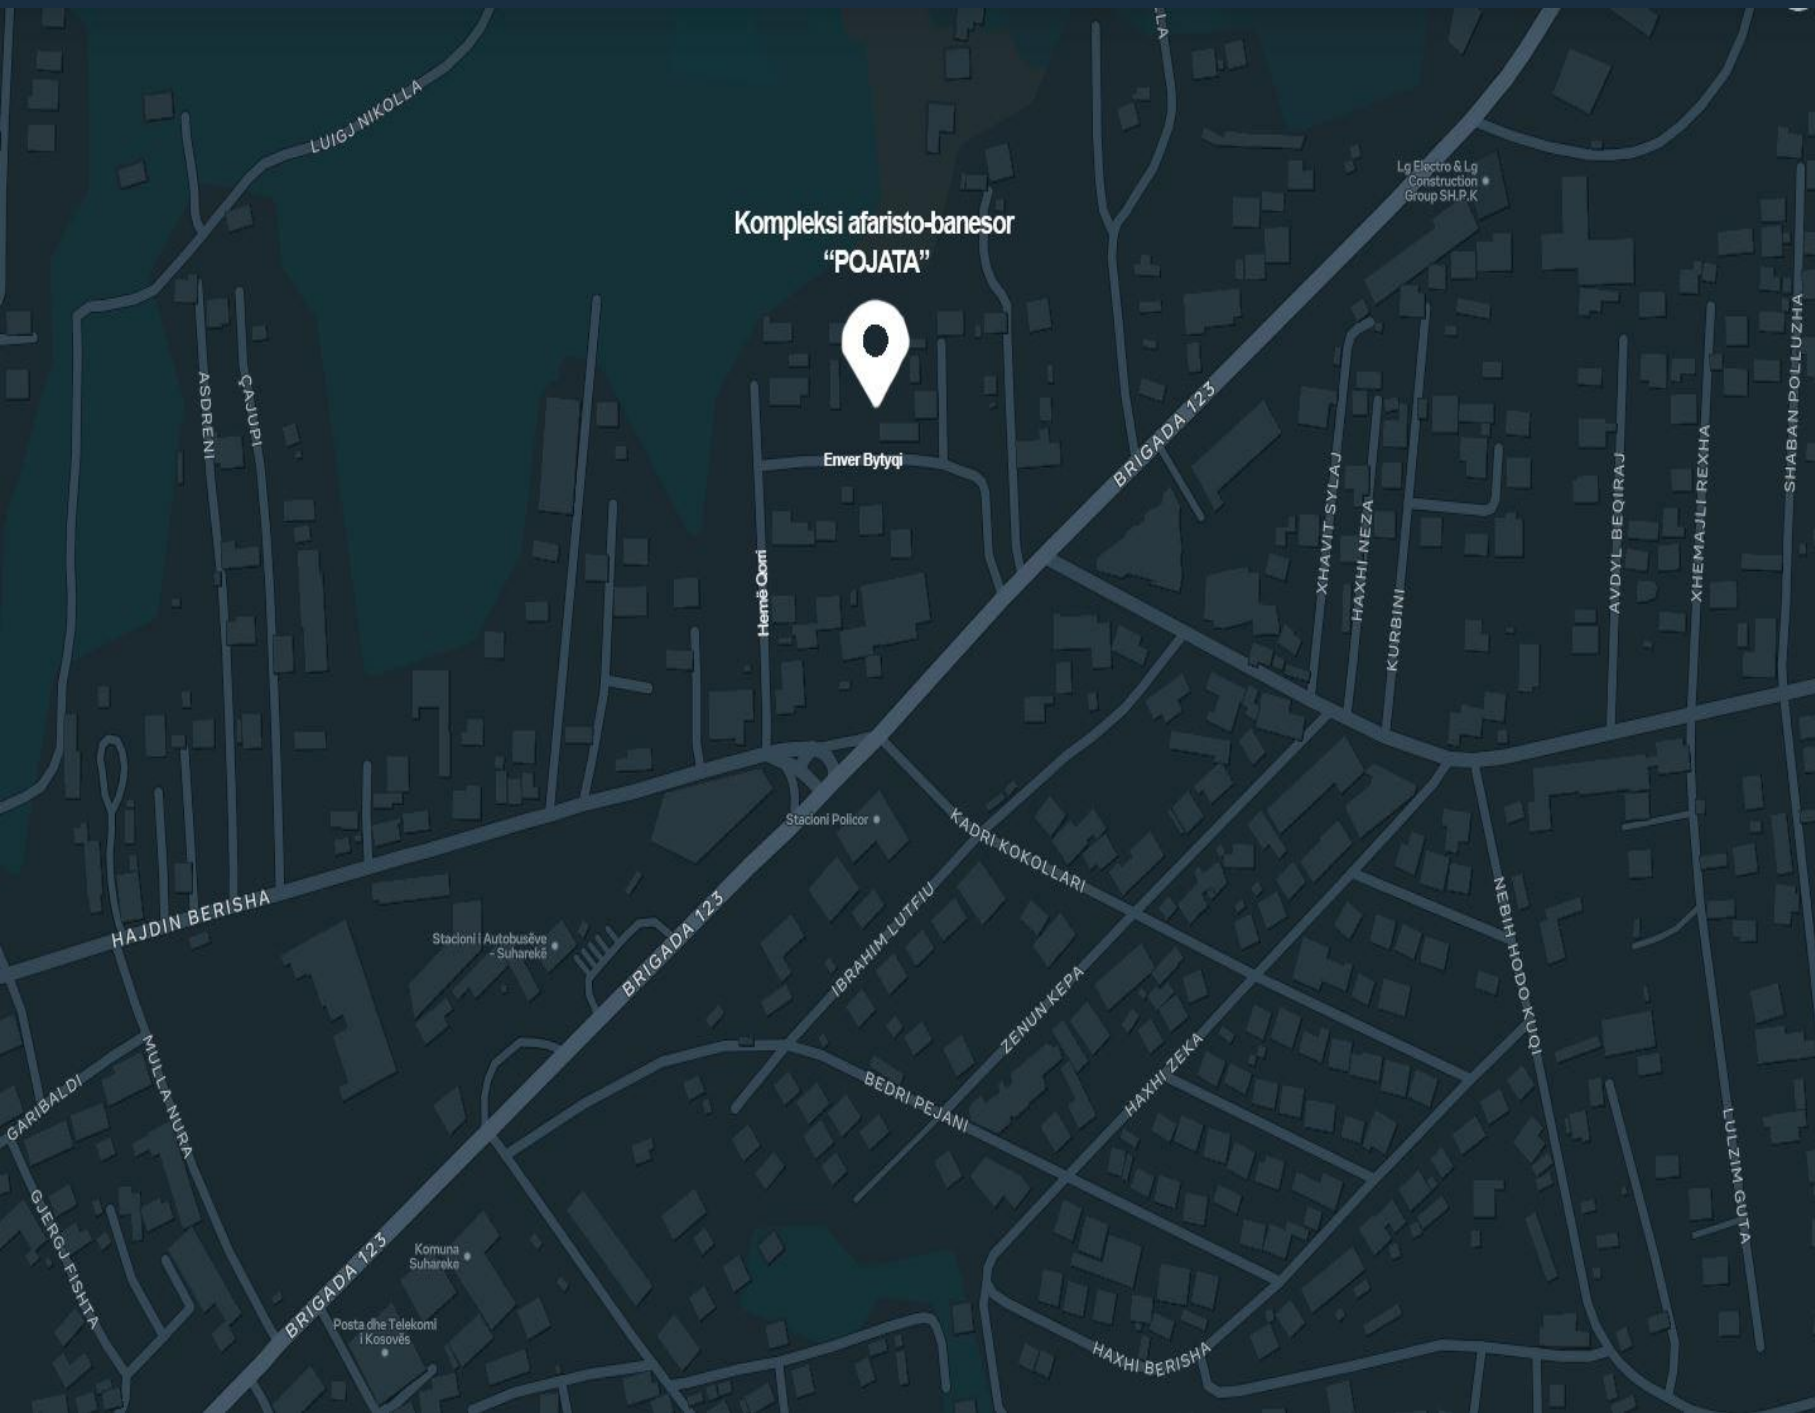 LLA
LUIGJ NIKOLLA
Lg Electro & Lg
Construction
Group SH.P.K
Kompleksi afaristo-banesor
“POJATA”
ASDRENI
ÇAJUPI
BRIGADA 123
Enver Bytyqi
SHABAN POLLUZHA
XHAVIT SYLAJ
HAXHI NEZA
KURBINI
AVDYL BEQIRAJ
XHEMAJLI REXHA
Hemë Qorri
Stacioni Policor
KADRI KOKOLLARI
HAJDIN BERISHA
Stacioni i Autobusëve
- Suharekë
BRIGADA 123
IBRAHIM LUTFIU
NEBIH HODO KUQI
ZENUN KEPA
MULLA NURA
GARIBALDI
BEDRI PEJANI
HAXHI ZEKA
LULZIM GUTA
GJERGJ FISHTA
BRIGADA 123
Komuna
Suhareke
Posta dhe Telekomi
i Kosovës
HAXHI BERISHA